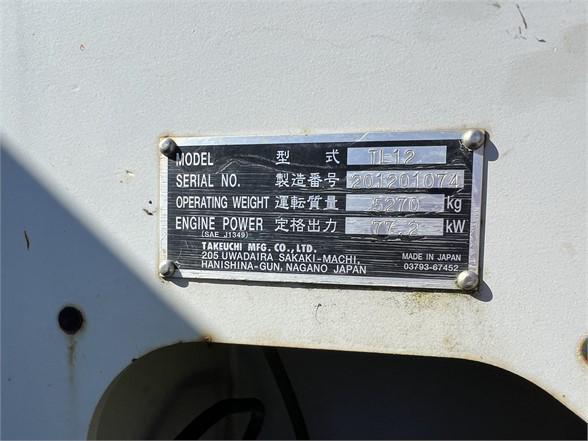 MODEL 型式 TL12
SERIAL NO. 製造番号 201201074
OPERATING WEIGHT 運転質量 5270 kg
ENGINE POWER 定格出力 77.2 kW
(SAE J1349)
TAKEUCHI MFG. CO., LTD.
205 UWADAIRA SAKAKI-MACHI,
HANISHINA-GUN, NAGANO JAPAN
MADE IN JAPAN
03793-67452